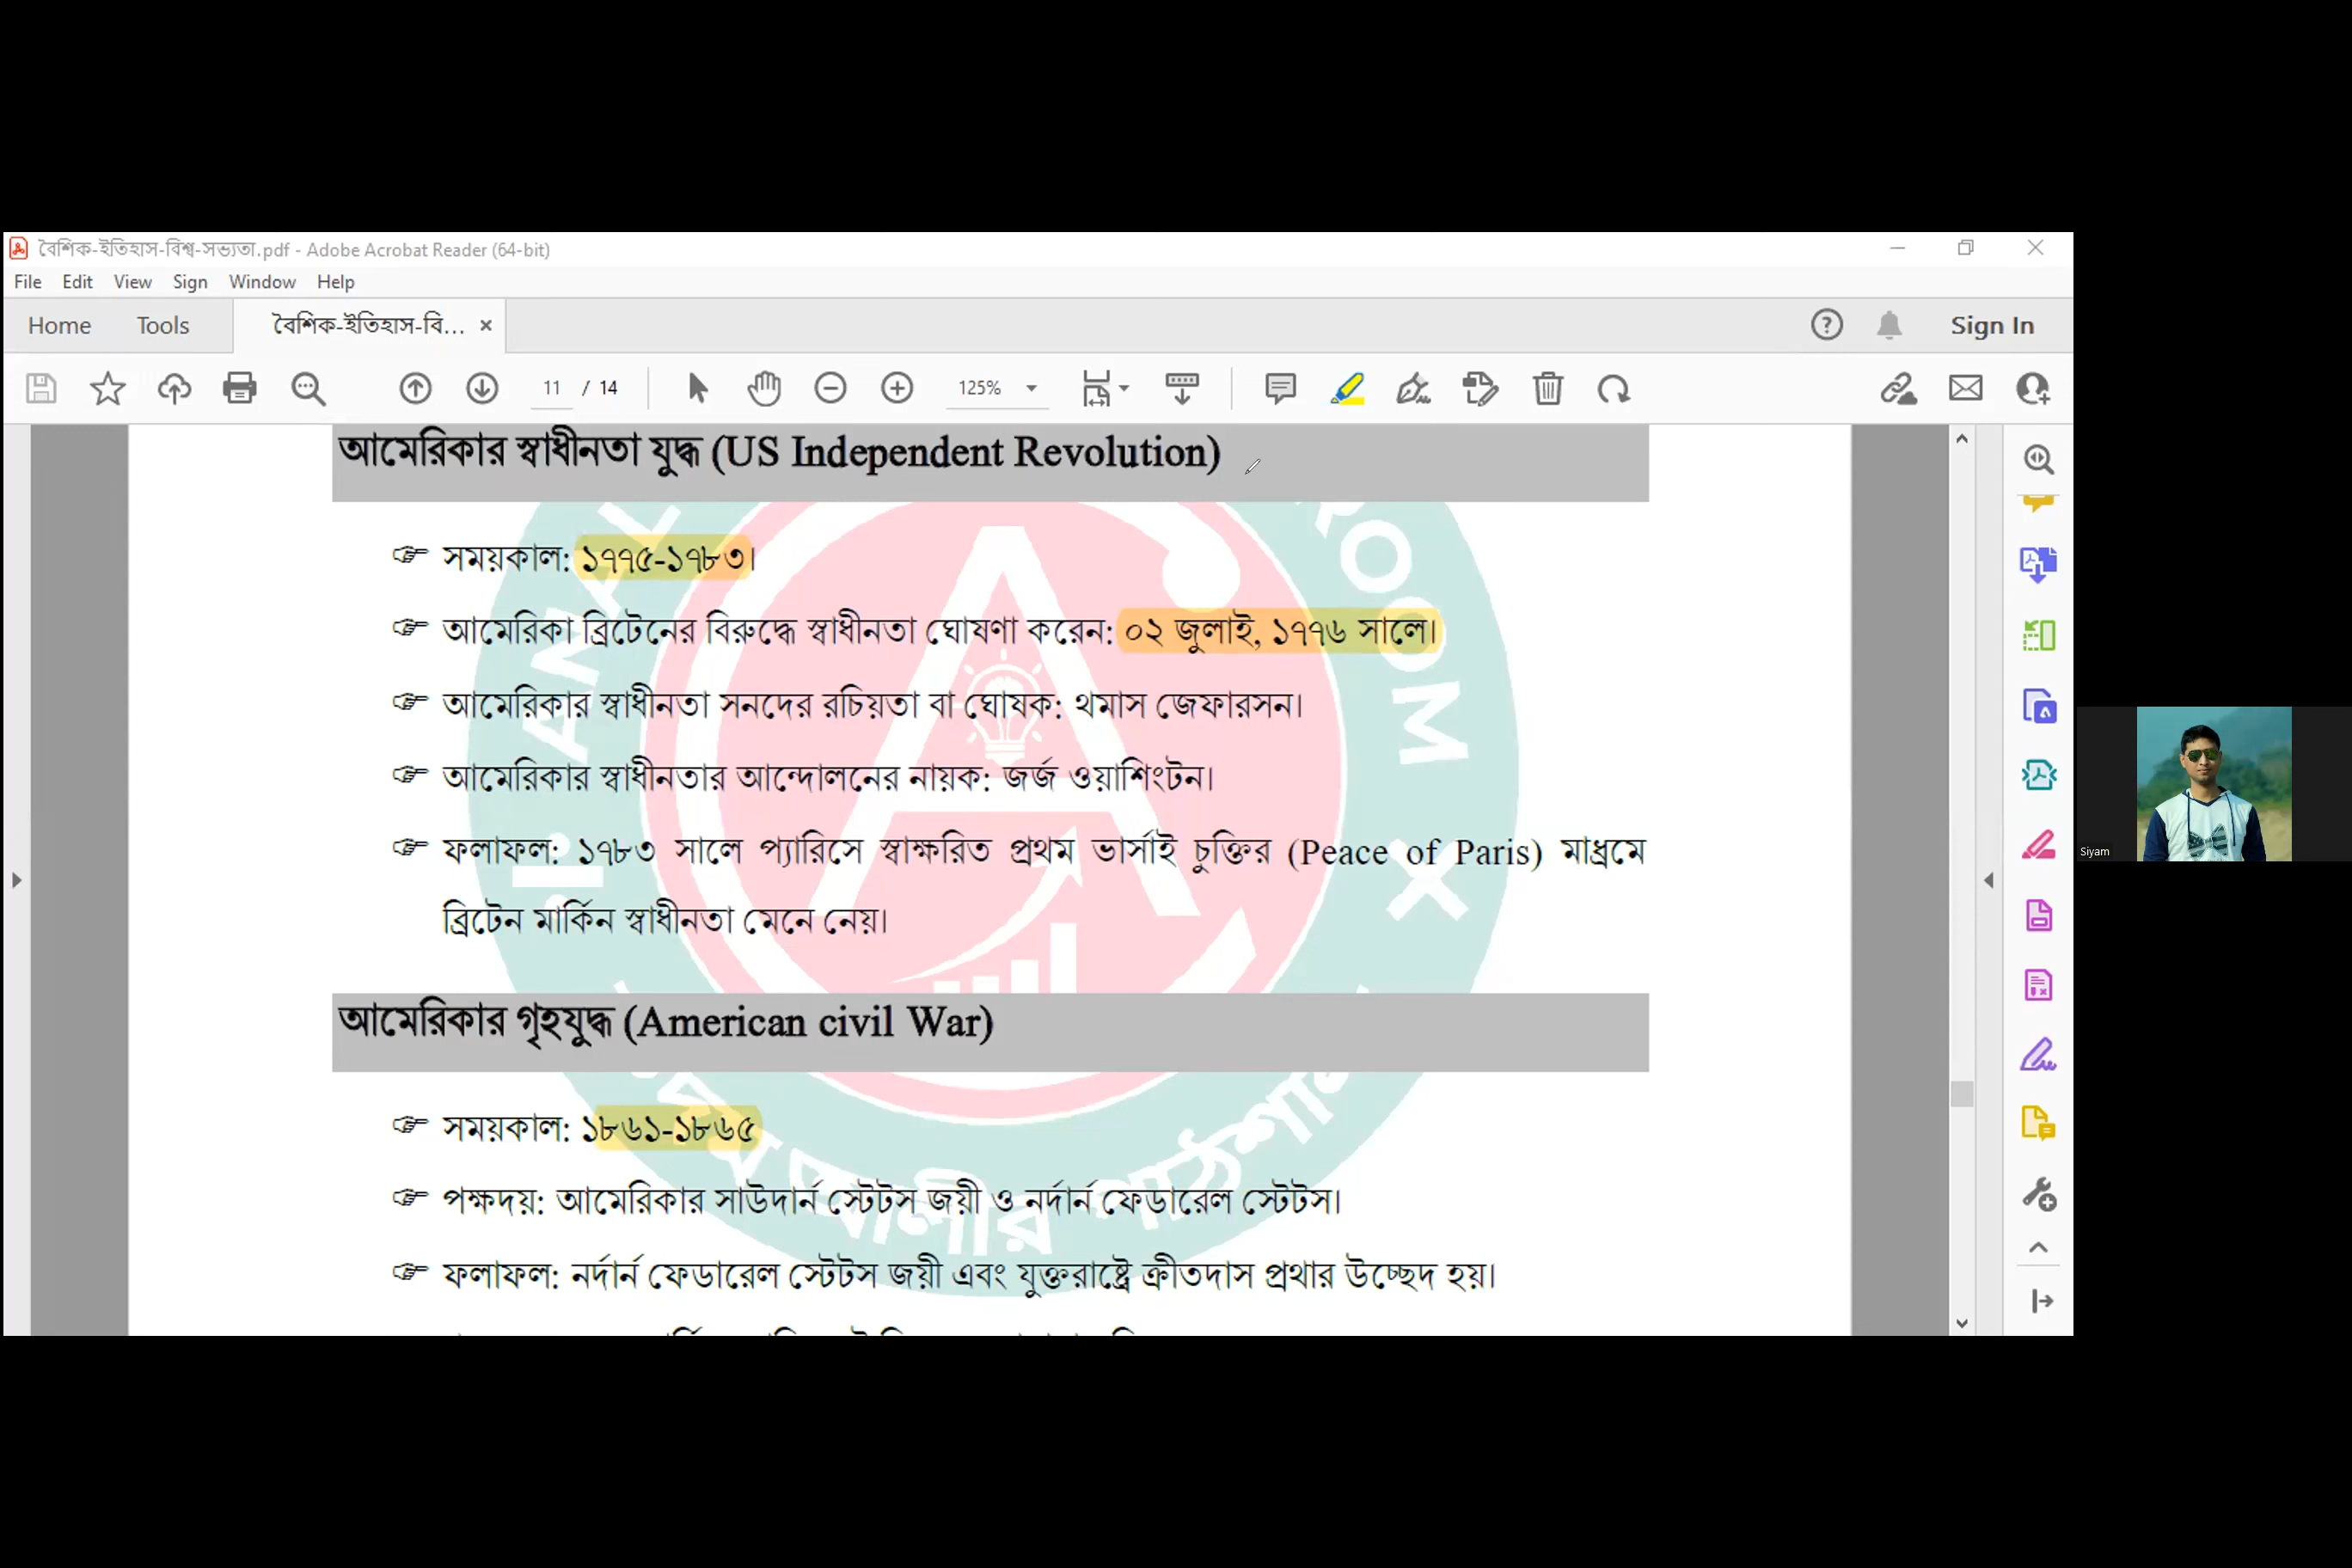 বৈশ্বিক-ইতিহাস-বিশ্ব-সভ্যতা.pdf - Adobe Acrobat Reader (64-bit)
File Edit View Sign Window Help
Home Tools বৈশ্বিক-ইতিহাস-বি... × Sign In
11 / 14 125%
আমেরিকার স্বাধীনতা যুদ্ধ (US Independent Revolution)
☞ সময়কাল: ১৭৭৫-১৭৮৩।
☞ আমেরিকা ব্রিটেনের বিরুদ্ধে স্বাধীনতা ঘোষণা করেন: ০২ জুলাই, ১৭৭৬ সালে।
☞ আমেরিকার স্বাধীনতা সনদের রচিয়তা বা ঘোষক: থমাস জেফারসন।
☞ আমেরিকার স্বাধীনতার আন্দোলনের নায়ক: জর্জ ওয়াশিংটন।
☞ ফলাফল: ১৭৮৩ সালে প্যারিসে স্বাক্ষরিত প্রথম ভার্সাই চুক্তির (Peace of Paris) মাধ্রমে
ব্রিটেন মার্কিন স্বাধীনতা মেনে নেয়।
Siyam
আমেরিকার গৃহযুদ্ধ (American civil War)
☞ সময়কাল: ১৮৬১-১৮৬৫
☞ পক্ষদয়: আমেরিকার সাউদার্ন স্টেটস জয়ী ও নর্দার্ন ফেডারেল স্টেটস।
☞ ফলাফল: নর্দার্ন ফেডারেল স্টেটস জয়ী এবং যুক্তরাষ্ট্রে ক্রীতদাস প্রথার উচ্ছেদ হয়।